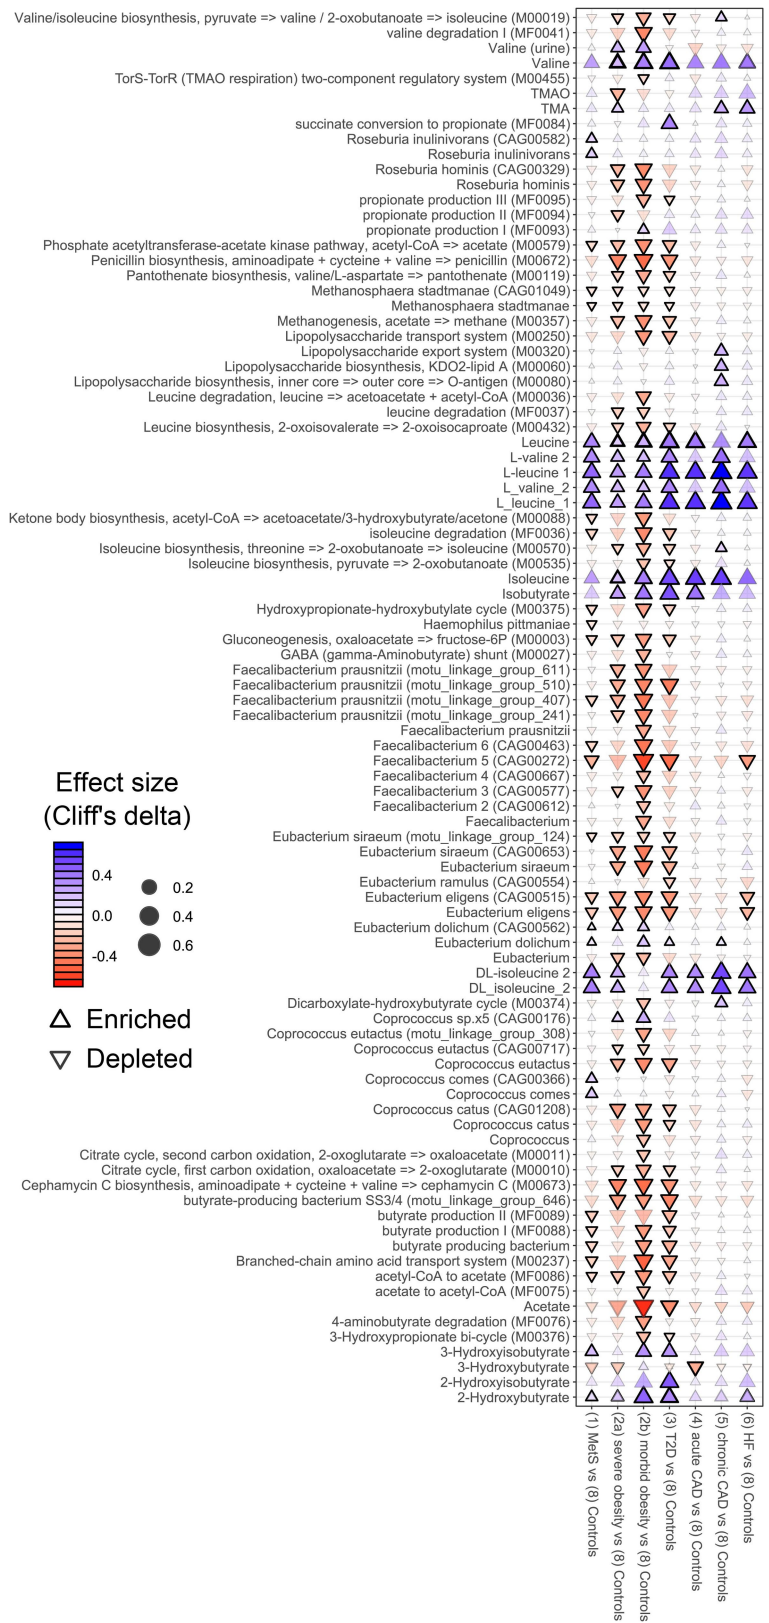 Valine/isoleucine biosynthesis, pyruvate => valine / 2-oxobutanoate => isoleucine (M00019)
valine degradation I (MF0041)
Valine (urine)
Valine
TorS-TorR (TMAO respiration) two-component regulatory system (M00455)
TMAO
TMA
succinate conversion to propionate (MF0084)
Roseburia inulinivorans (CAG00582)
Roseburia inulinivorans
Roseburia hominis (CAG00329)
Roseburia hominis
propionate production III (MF0095)
propionate production II (MF0094)
propionate production I (MF0093)
Phosphate acetyltransferase-acetate kinase pathway, acetyl-CoA => acetate (M00579)
Penicillin biosynthesis, aminoadipate + cycteine + valine => penicillin (M00672)
Pantothenate biosynthesis, valine/L-aspartate => pantothenate (M00119)
Methanosphaera stadtmanae (CAG01049)
Methanosphaera stadtmanae
Methanogenesis, acetate => methane (M00357)
Lipopolysaccharide transport system (M00250)
Lipopolysaccharide export system (M00320)
Lipopolysaccharide biosynthesis, KDO2-lipid A (M00060)
Lipopolysaccharide biosynthesis, inner core => outer core => O-antigen (M00080)
Leucine degradation, leucine => acetoacetate + acetyl-CoA (M00036)
leucine degradation (MF0037)
Leucine biosynthesis, 2-oxoisovalerate => 2-oxoisocaproate (M00432)
Leucine
L-valine 2
L-leucine 1
L_valine_2
L_leucine_1
Ketone body biosynthesis, acetyl-CoA => acetoacetate/3-hydroxybutyrate/acetone (M00088)
isoleucine degradation (MF0036)
Isoleucine biosynthesis, threonine => 2-oxobutanoate => isoleucine (M00570)
Isoleucine biosynthesis, pyruvate => 2-oxobutanoate (M00535)
Isoleucine
Isobutyrate
Hydroxypropionate-hydroxybutylate cycle (M00375)
Haemophilus pittmaniae
Gluconeogenesis, oxaloacetate => fructose-6P (M00003)
GABA (gamma-Aminobutyrate) shunt (M00027)
Faecalibacterium prausnitzii (motu_linkage_group_611)
Faecalibacterium prausnitzii (motu_linkage_group_510)
Faecalibacterium prausnitzii (motu_linkage_group_407)
Faecalibacterium prausnitzii (motu_linkage_group_241)
Faecalibacterium prausnitzii
Faecalibacterium 6 (CAG00463)
Faecalibacterium 5 (CAG00272)
Faecalibacterium 4 (CAG00667)
Faecalibacterium 3 (CAG00577)
Faecalibacterium 2 (CAG00612)
Faecalibacterium
Eubacterium siraeum (motu_linkage_group_124)
Eubacterium siraeum (CAG00653)
Eubacterium siraeum
Eubacterium ramulus (CAG00554)
Eubacterium eligens (CAG00515)
Eubacterium eligens
Eubacterium dolichum (CAG00562)
Eubacterium dolichum
Eubacterium
DL-isoleucine 2
DL_isoleucine_2
Dicarboxylate-hydroxybutyrate cycle (M00374)
Coprococcus sp.x5 (CAG00176)
Coprococcus eutactus (motu_linkage_group_308)
Coprococcus eutactus (CAG00717)
Coprococcus eutactus
Coprococcus comes (CAG00366)
Coprococcus comes
Coprococcus catus (CAG01208)
Coprococcus catus
Coprococcus
Citrate cycle, second carbon oxidation, 2-oxoglutarate => oxaloacetate (M00011)
Citrate cycle, first carbon oxidation, oxaloacetate => 2-oxoglutarate (M00010)
Cephamycin C biosynthesis, aminoadipate + cycteine + valine => cephamycin C (M00673)
butyrate-producing bacterium SS3/4 (motu_linkage_group_646)
butyrate production II (MF0089)
butyrate production I (MF0088)
butyrate producing bacterium
Branched-chain amino acid transport system (M00237)
acetyl-CoA to acetate (MF0086)
acetate to acetyl-CoA (MF0075)
Acetate
4-aminobutyrate degradation (MF0076)
3-Hydroxypropionate bi-cycle (M00376)
3-Hydroxyisobutyrate
3-Hydroxybutyrate
2-Hydroxyisobutyrate
2-Hydroxybutyrate
Effect size
(Cliff's delta)
0.4
0.0
-0.4
0.2
0.4
0.6
Enriched
Depleted
(1) MetS vs (8) Controls
(2a) severe obesity vs (8) Controls
(2b) morbid obesity vs (8) Controls
(3) T2D vs (8) Controls
(4) acute CAD vs (8) Controls
(5) chronic CAD vs (8) Controls
(6) HF vs (8) Controls